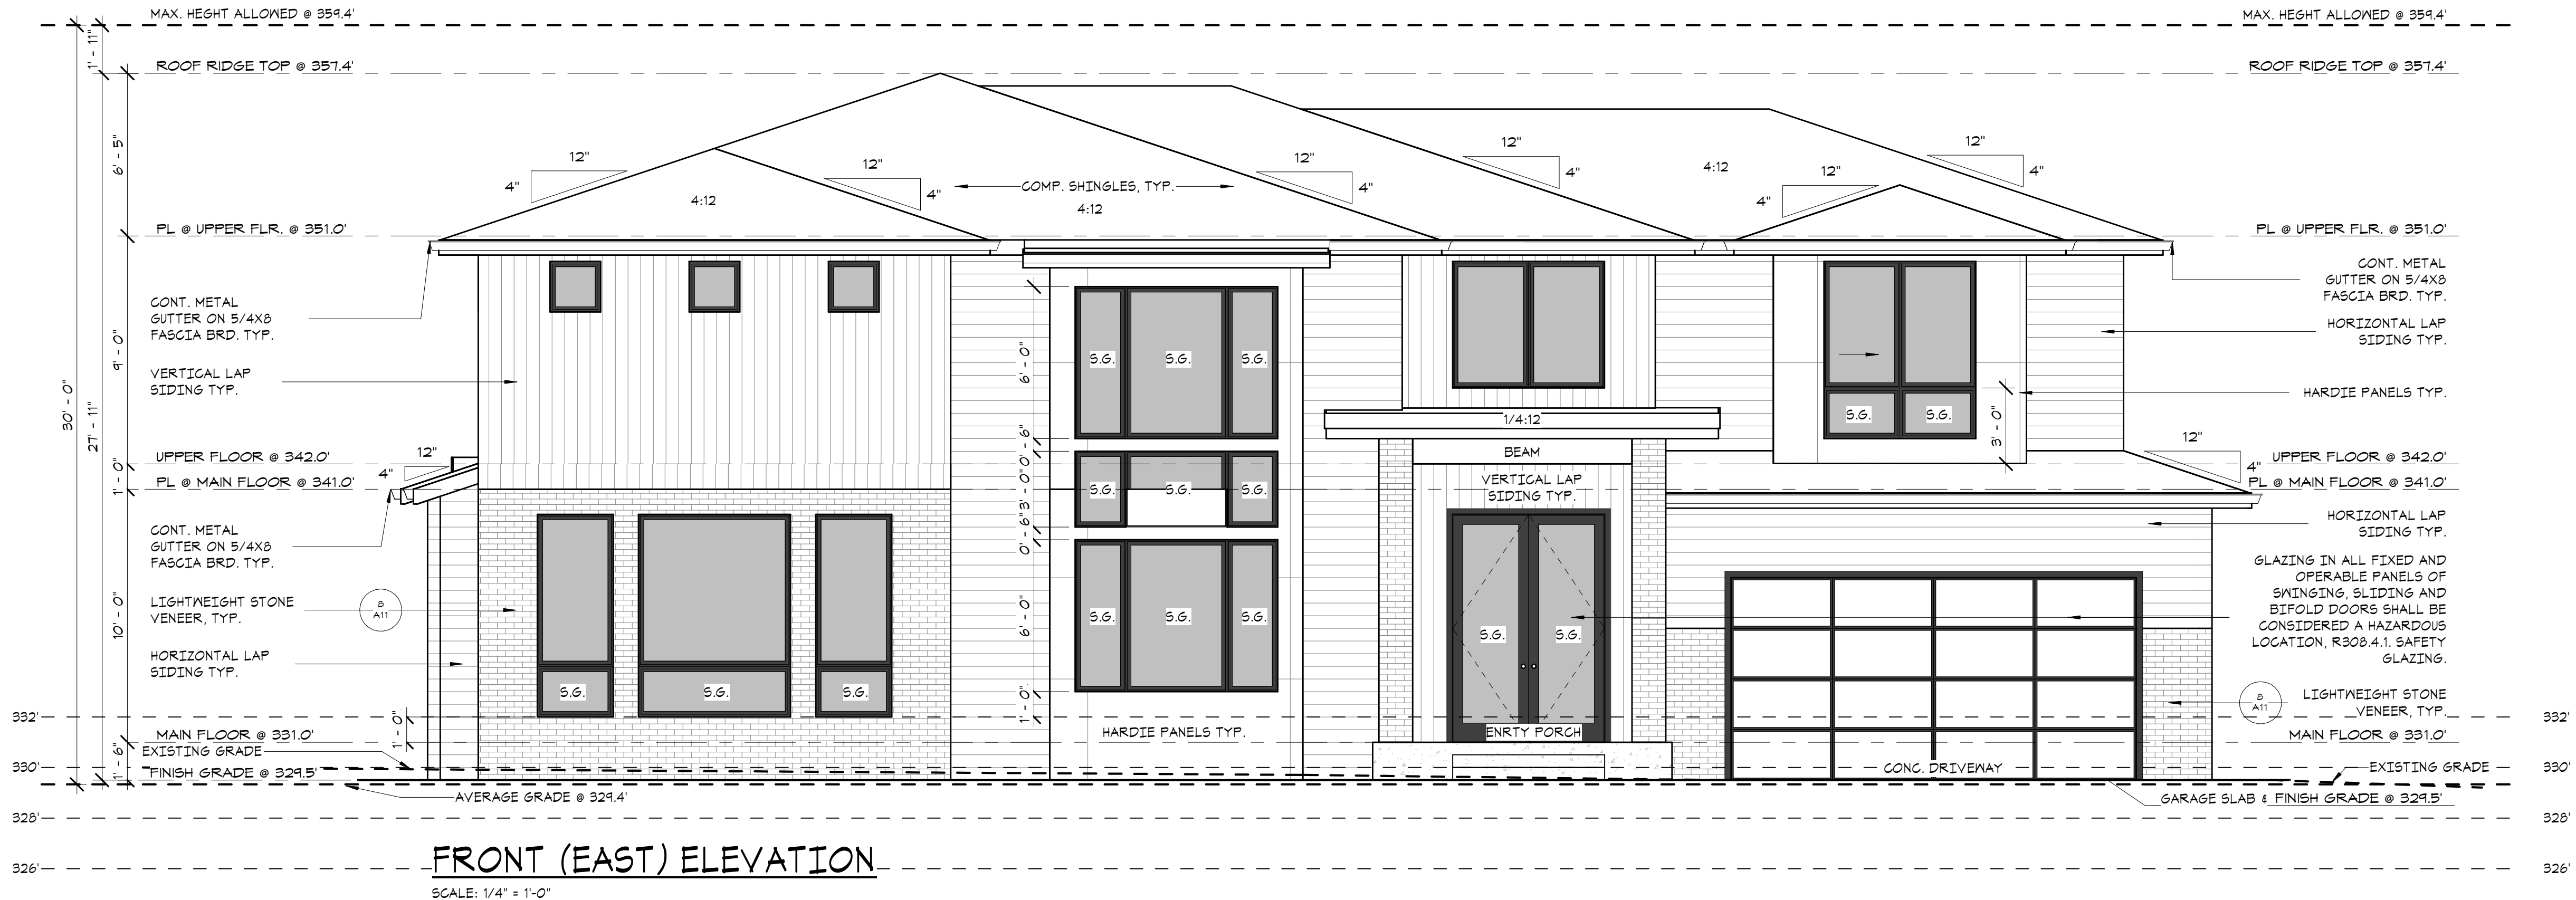 MAX. HEGHT ALLOWED @ 359.4'
MAX. HEGHT ALLOWED @ 359.4'
1' - 11"
ROOF RIDGE TOP @ 357.4'
ROOF RIDGE TOP @ 357.4'
6' - 5"
12"
4"
12"
4"
4:12
COMP. SHINGLES, TYP.
4:12
12"
4"
12"
4"
4:12
12"
4"
12"
4"
PL @ UPPER FLR. @ 351.0'
PL @ UPPER FLR. @ 351.0'
CONT. METAL
GUTTER ON 5/4X8
FASCIA BRD. TYP.
VERTICAL LAP
SIDING TYP.
9' - 0"
30' - 0"
27' - 11"
UPPER FLOOR @ 342.0'
1' - 0"
PL @ MAIN FLOOR @ 341.0'
12"
4"
CONT. METAL
GUTTER ON 5/4X8
FASCIA BRD. TYP.
10' - 0"
LIGHTWEIGHT STONE
VENEER, TYP.
8
A11
HORIZONTAL LAP
SIDING TYP.
332'
MAIN FLOOR @ 331.0'
1' - 6"
EXISTING GRADE
330'
FINISH GRADE @ 329.5'
AVERAGE GRADE @ 329.4'
328'
326'
S.G.
S.G.
S.G.
1' - 0"
6' - 0"
S.G.
S.G.
S.G.
0' - 6"
3' - 0"
S.G.
S.G.
S.G.
0' - 6"
6' - 0"
S.G.
S.G.
S.G.
1' - 0"
HARDIE PANELS TYP.
1/4:12
BEAM
VERTICAL LAP
SIDING TYP.
S.G.
S.G.
ENRTY PORCH
S.G.
S.G.
3' - 0"
CONC. DRIVEWAY
CONT. METAL
GUTTER ON 5/4X8
FASCIA BRD. TYP.
HORIZONTAL LAP
SIDING TYP.
HARDIE PANELS TYP.
12"
4"
UPPER FLOOR @ 342.0'
PL @ MAIN FLOOR @ 341.0'
HORIZONTAL LAP
SIDING TYP.
GLAZING IN ALL FIXED AND
OPERABLE PANELS OF
SWINGING, SLIDING AND
BIFOLD DOORS SHALL BE
CONSIDERED A HAZARDOUS
LOCATION, R308.4.1. SAFETY
GLAZING.
8
A11
LIGHTWEIGHT STONE
VENEER, TYP.
332'
MAIN FLOOR @ 331.0'
EXISTING GRADE
330'
GARAGE SLAB & FINISH GRADE @ 329.5'
328'
326'
FRONT (EAST) ELEVATION
SCALE: 1/4" = 1'-0"